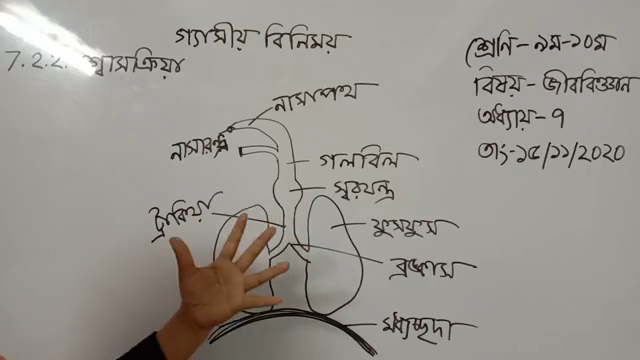 গ্যাসীয় বিনিময়
7.2.2. শ্বাসক্রিয়া
শ্রেণি-৯ম-১০ম
বিষয়-জীববিজ্ঞান
অধ্যায়-৭
তাং-১৫/১১/2020
নাসাপথ
নাসারন্ধ্র
গলবিল
স্বরযন্ত্র
ট্রাকিয়া
ফুসফুস
ব্রঙ্কাস
মধ্যচ্ছদা